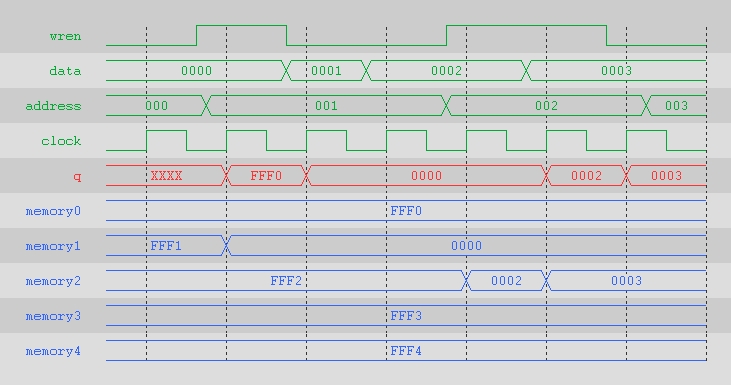 wren
data 0000 0001 0002 0003
address 000 001 002 003
clock
q XXXX FFF0 0000 0002 0003
memory0 FFF0
memory1 FFF1 0000
memory2 FFF2 0002 0003
memory3 FFF3
memory4 FFF4